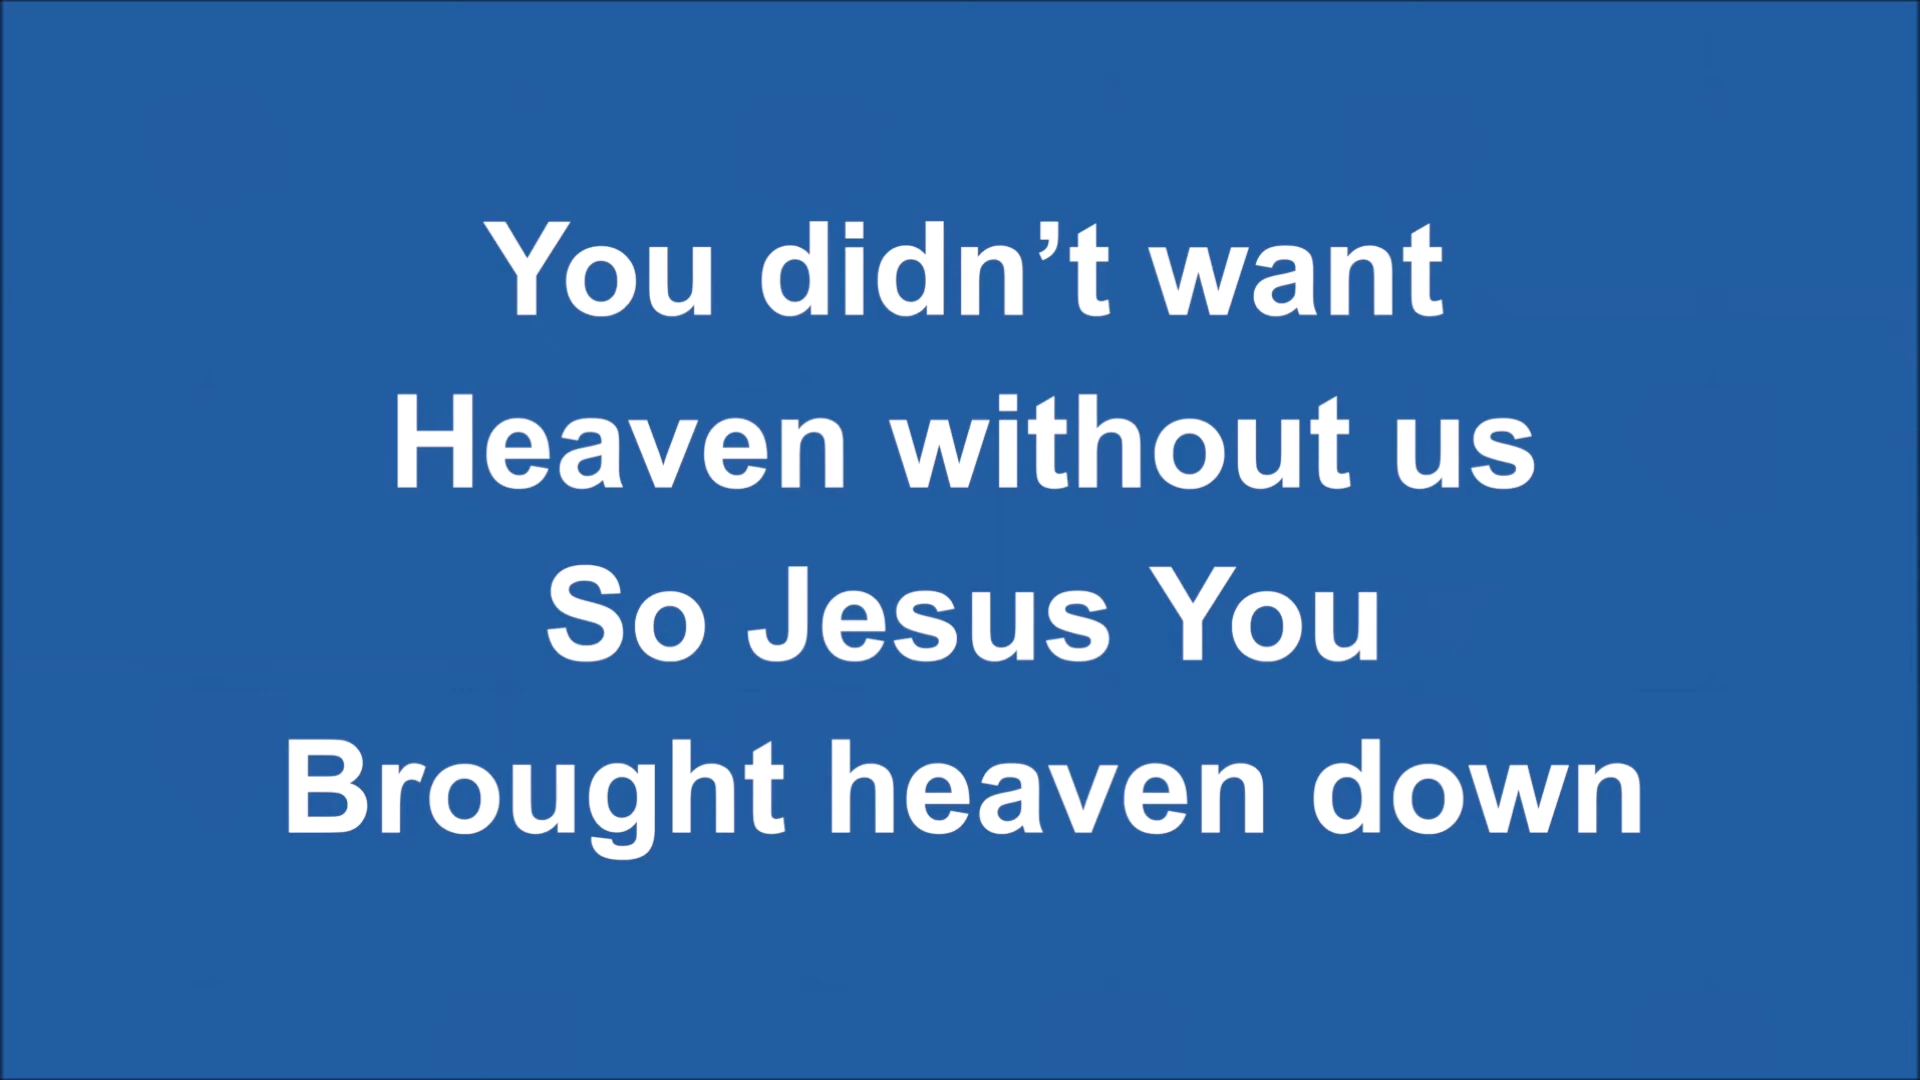 You didn’t want
Heaven without us
So Jesus You
Brought heaven down